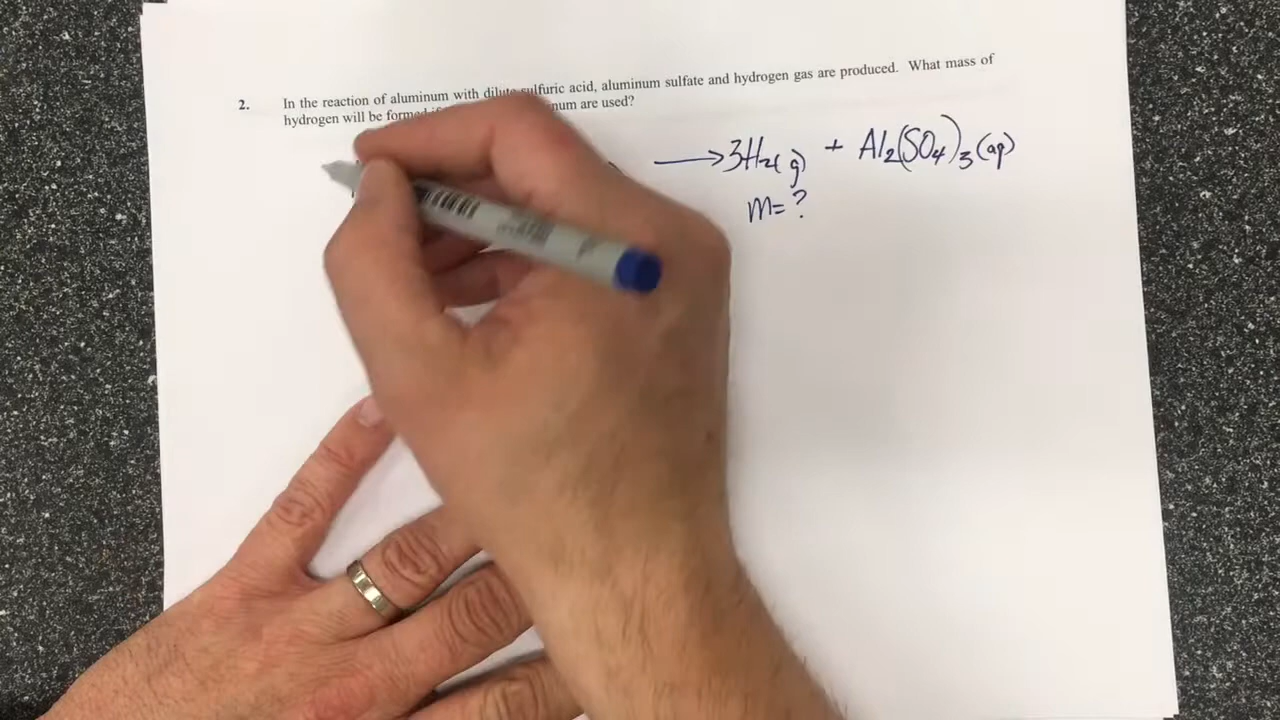 2. In the reaction of aluminum with dilute sulfuric acid, aluminum sulfate and hydrogen gas are produced. What mass of
hydrogen will be formed are used?
⟶ 3H₂(g) + Al₂(SO₄)₃(aq)
m=?